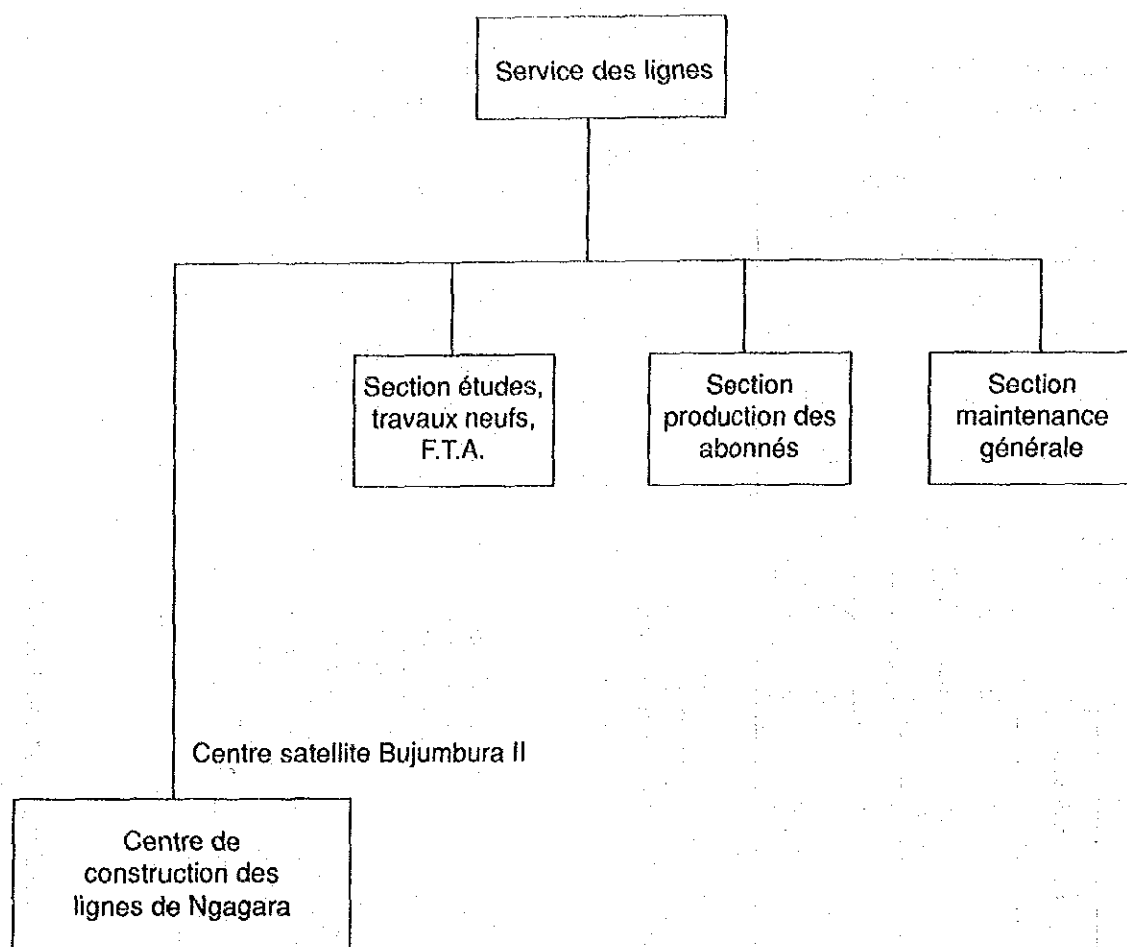 Service des lignes
Section études,
travaux neufs,
F.T.A.
Section
production des
abonnés
Section
maintenance
générale
Centre satellite Bujumbura II
Centre de
construction des
lignes de Ngagara